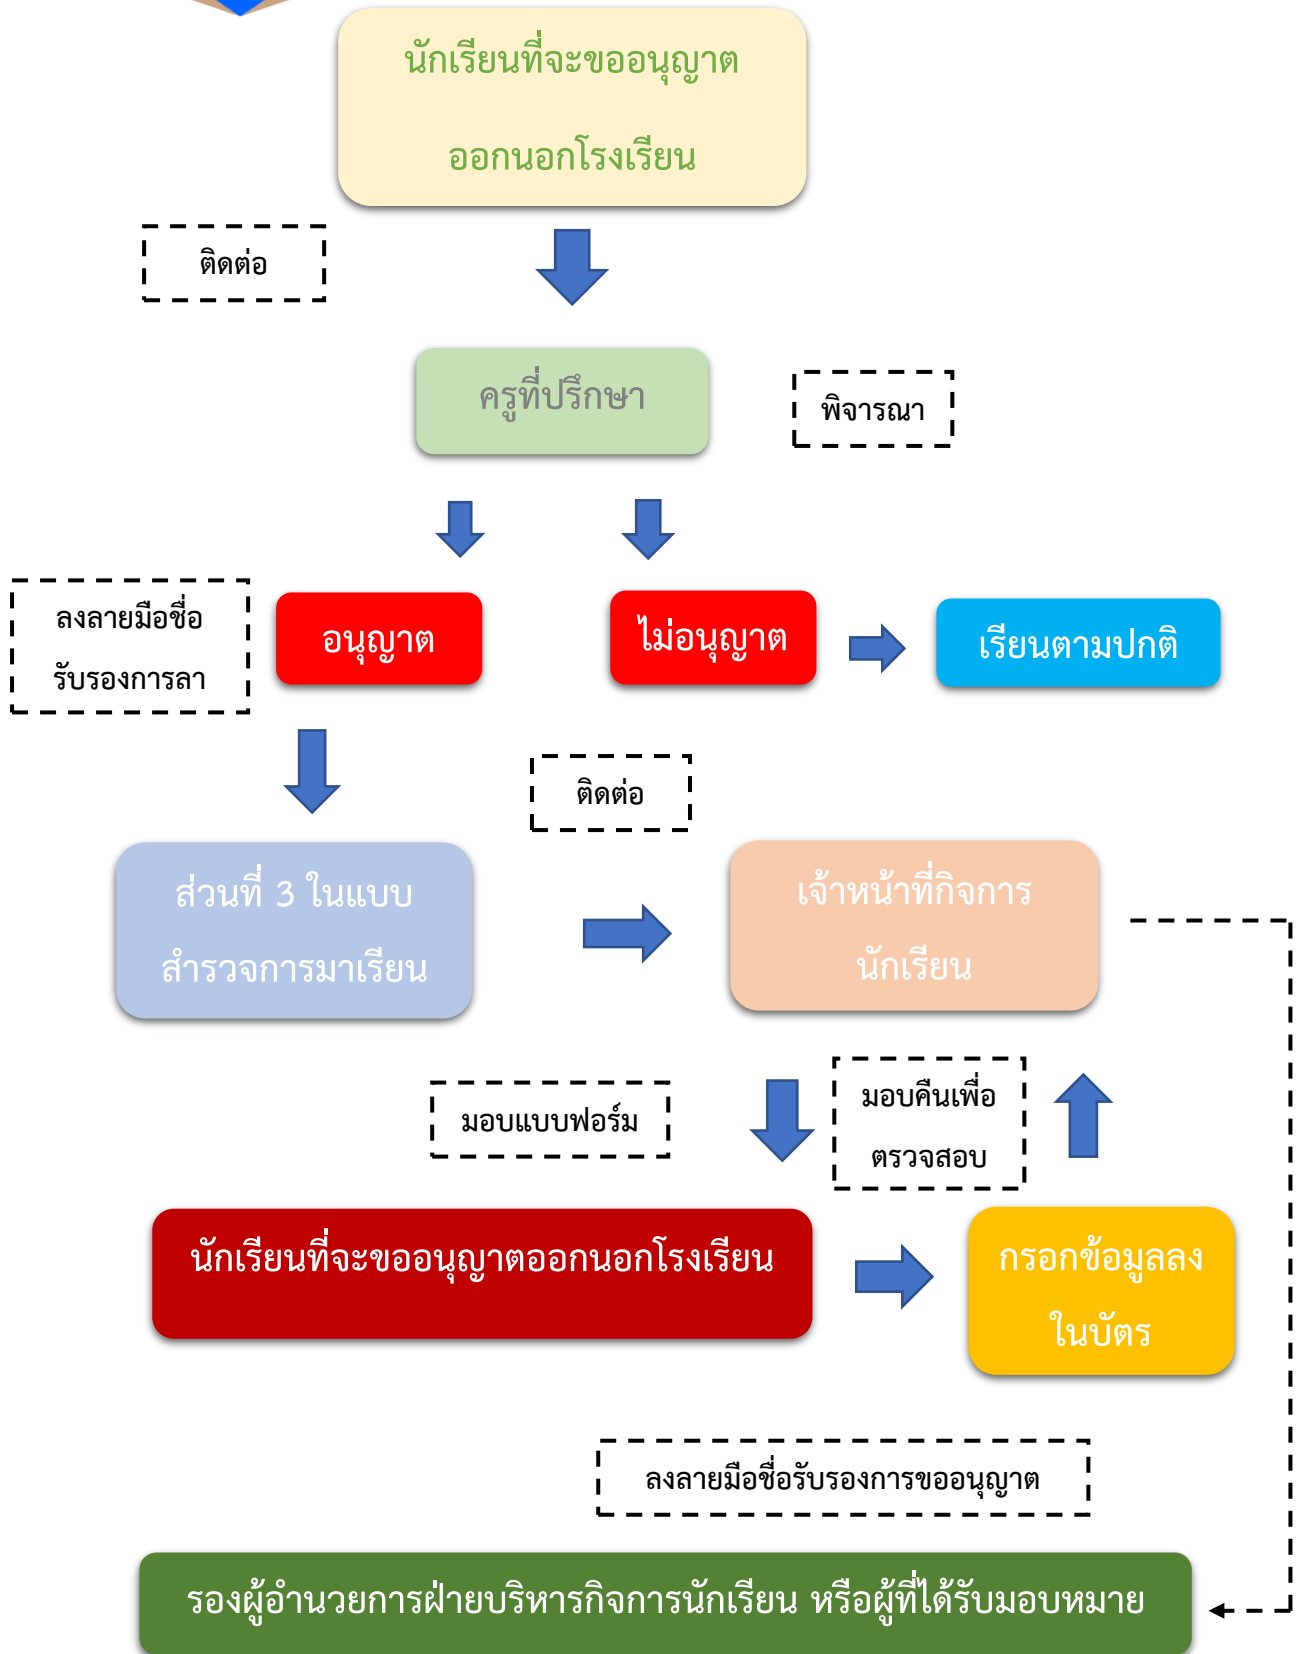 นักเรียนที่จะขออนุญาต
ออกนอกโรงเรียน
ติดต่อ
ครูที่ปรึกษา
พิจารณา
ลงลายมือชื่อ
รับรองการลา
อนุญาต
ไม่อนุญาต
เรียนตามปกติ
ติดต่อ
ส่วนที่ 3 ในแบบ
สำรวจการมาเรียน
เจ้าหน้าที่กิจการ
นักเรียน
มอบแบบฟอร์ม
มอบคืนเพื่อ
ตรวจสอบ
นักเรียนที่จะขออนุญาตออกนอกโรงเรียน
กรอกข้อมูลลง
ในบัตร
ลงลายมือชื่อรับรองการขออนุญาต
รองผู้อำนวยการฝ่ายบริหารกิจการนักเรียน หรือผู้ที่ได้รับมอบหมาย